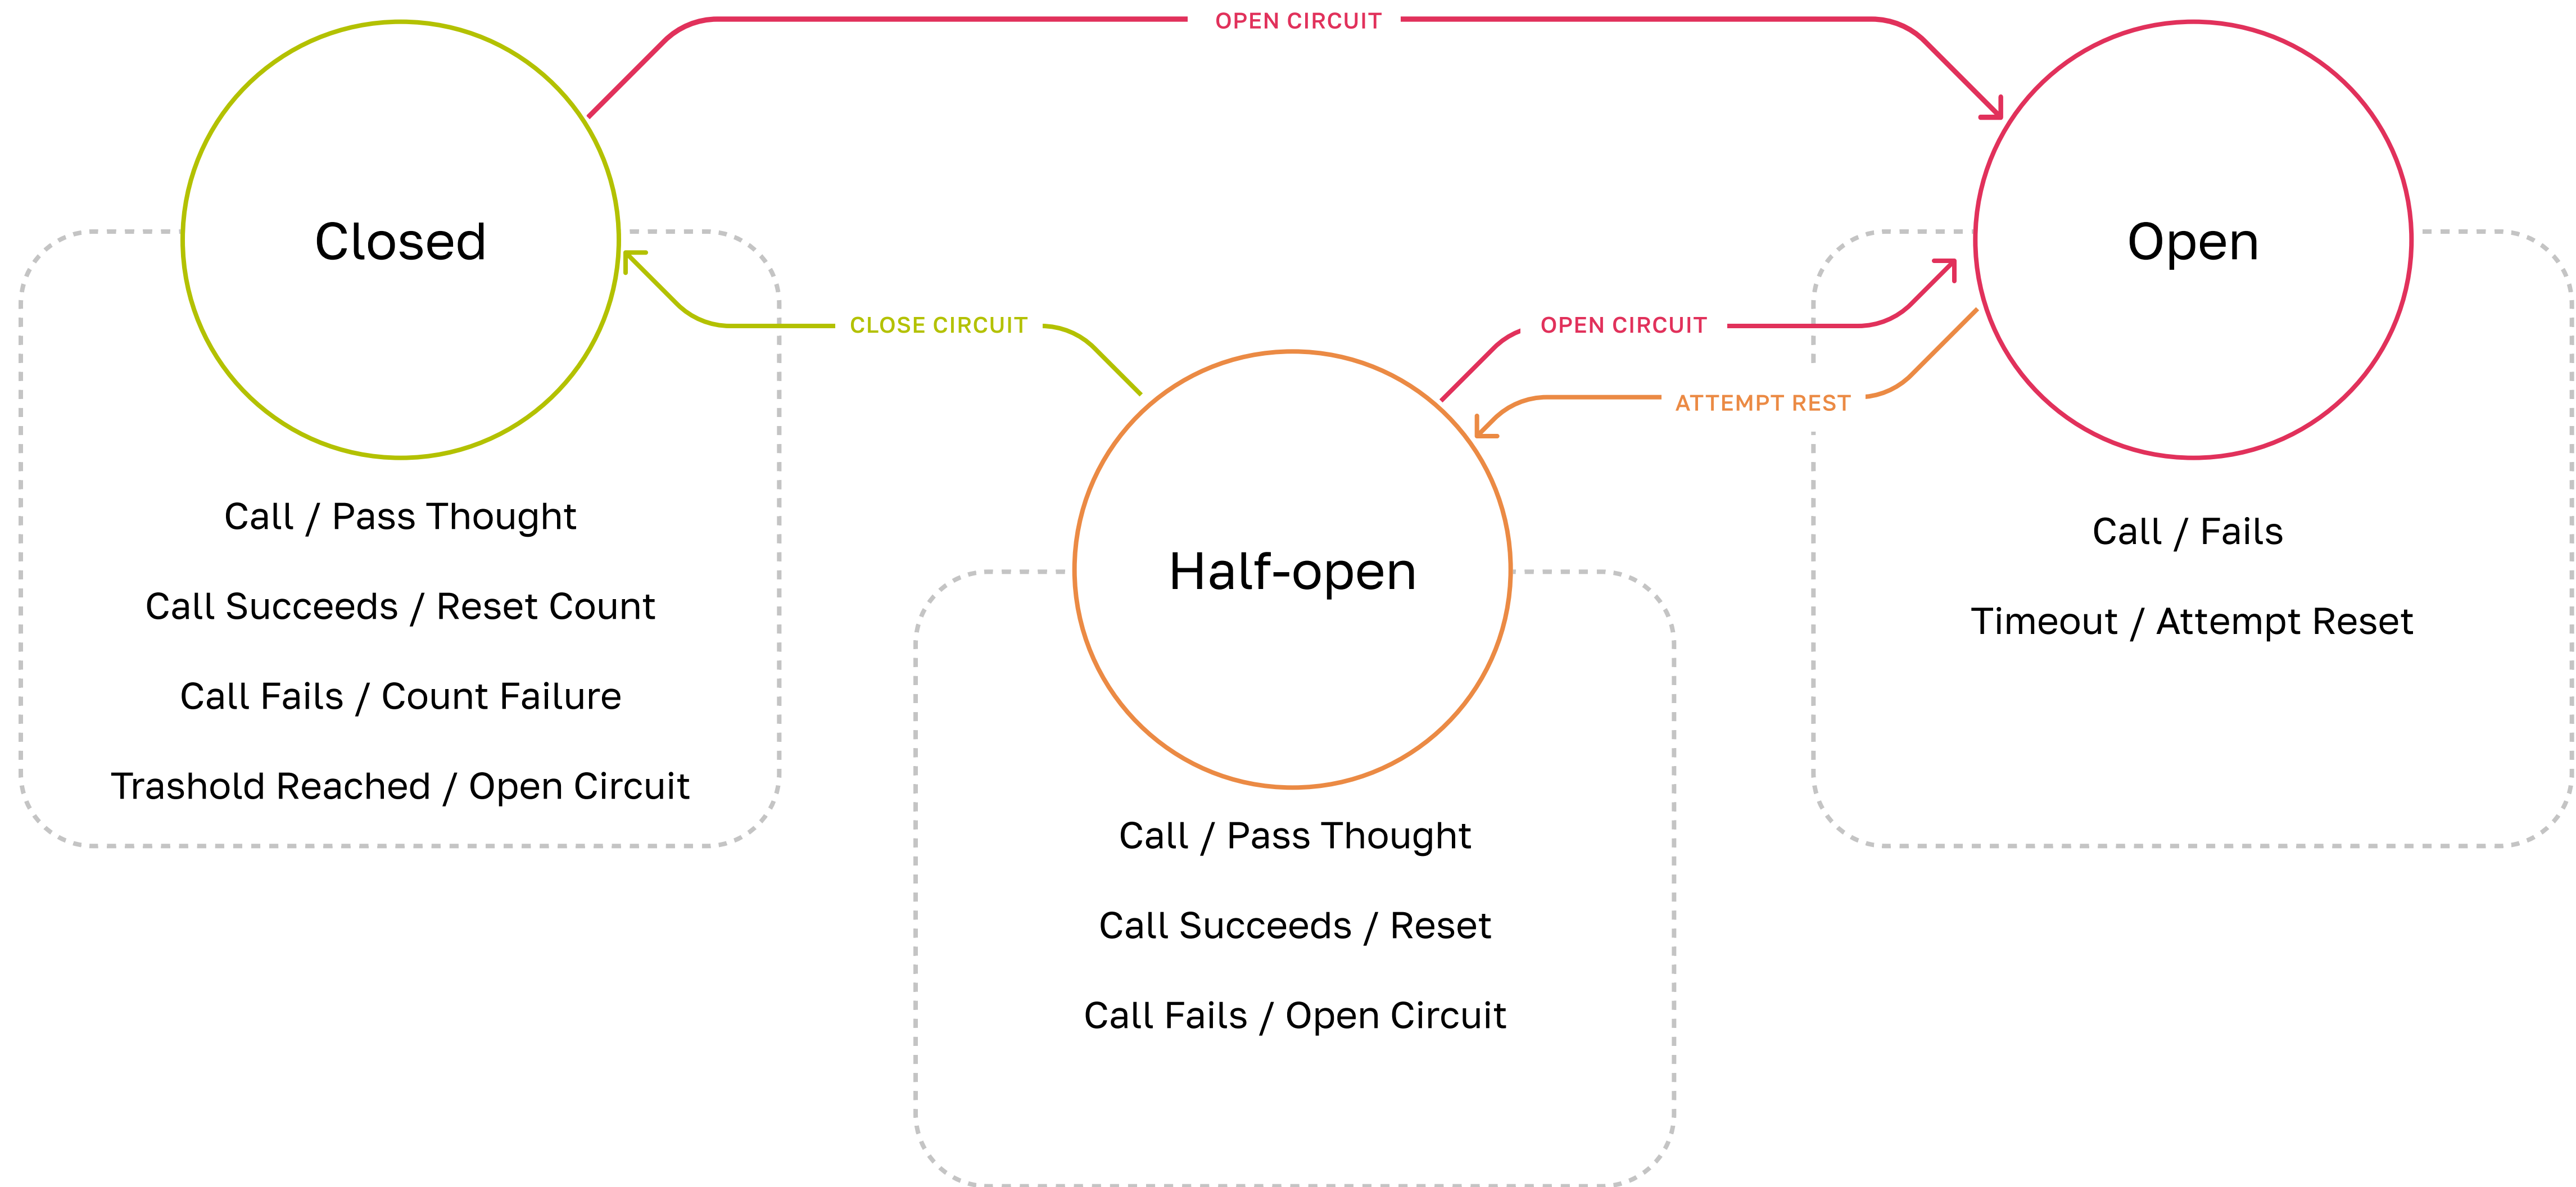 OPEN CIRCUIT
Closed
Open
CLOSE CIRCUIT
OPEN CIRCUIT
ATTEMPT REST
Half-open
Call / Pass Thought
Call Succeeds / Reset Count
Call Fails / Count Failure
Trashold Reached / Open Circuit
Call / Fails
Timeout / Attempt Reset
Call / Pass Thought
Call Succeeds / Reset
Call Fails / Open Circuit